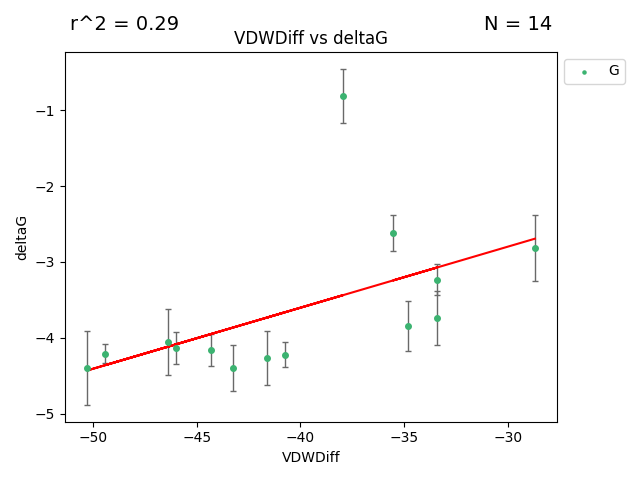 r^2 = 0.29
N = 14
VDWDiff vs deltaG
G
−1
−2
−3
−4
−5
deltaG
−50
−45
−40
−35
−30
VDWDiff